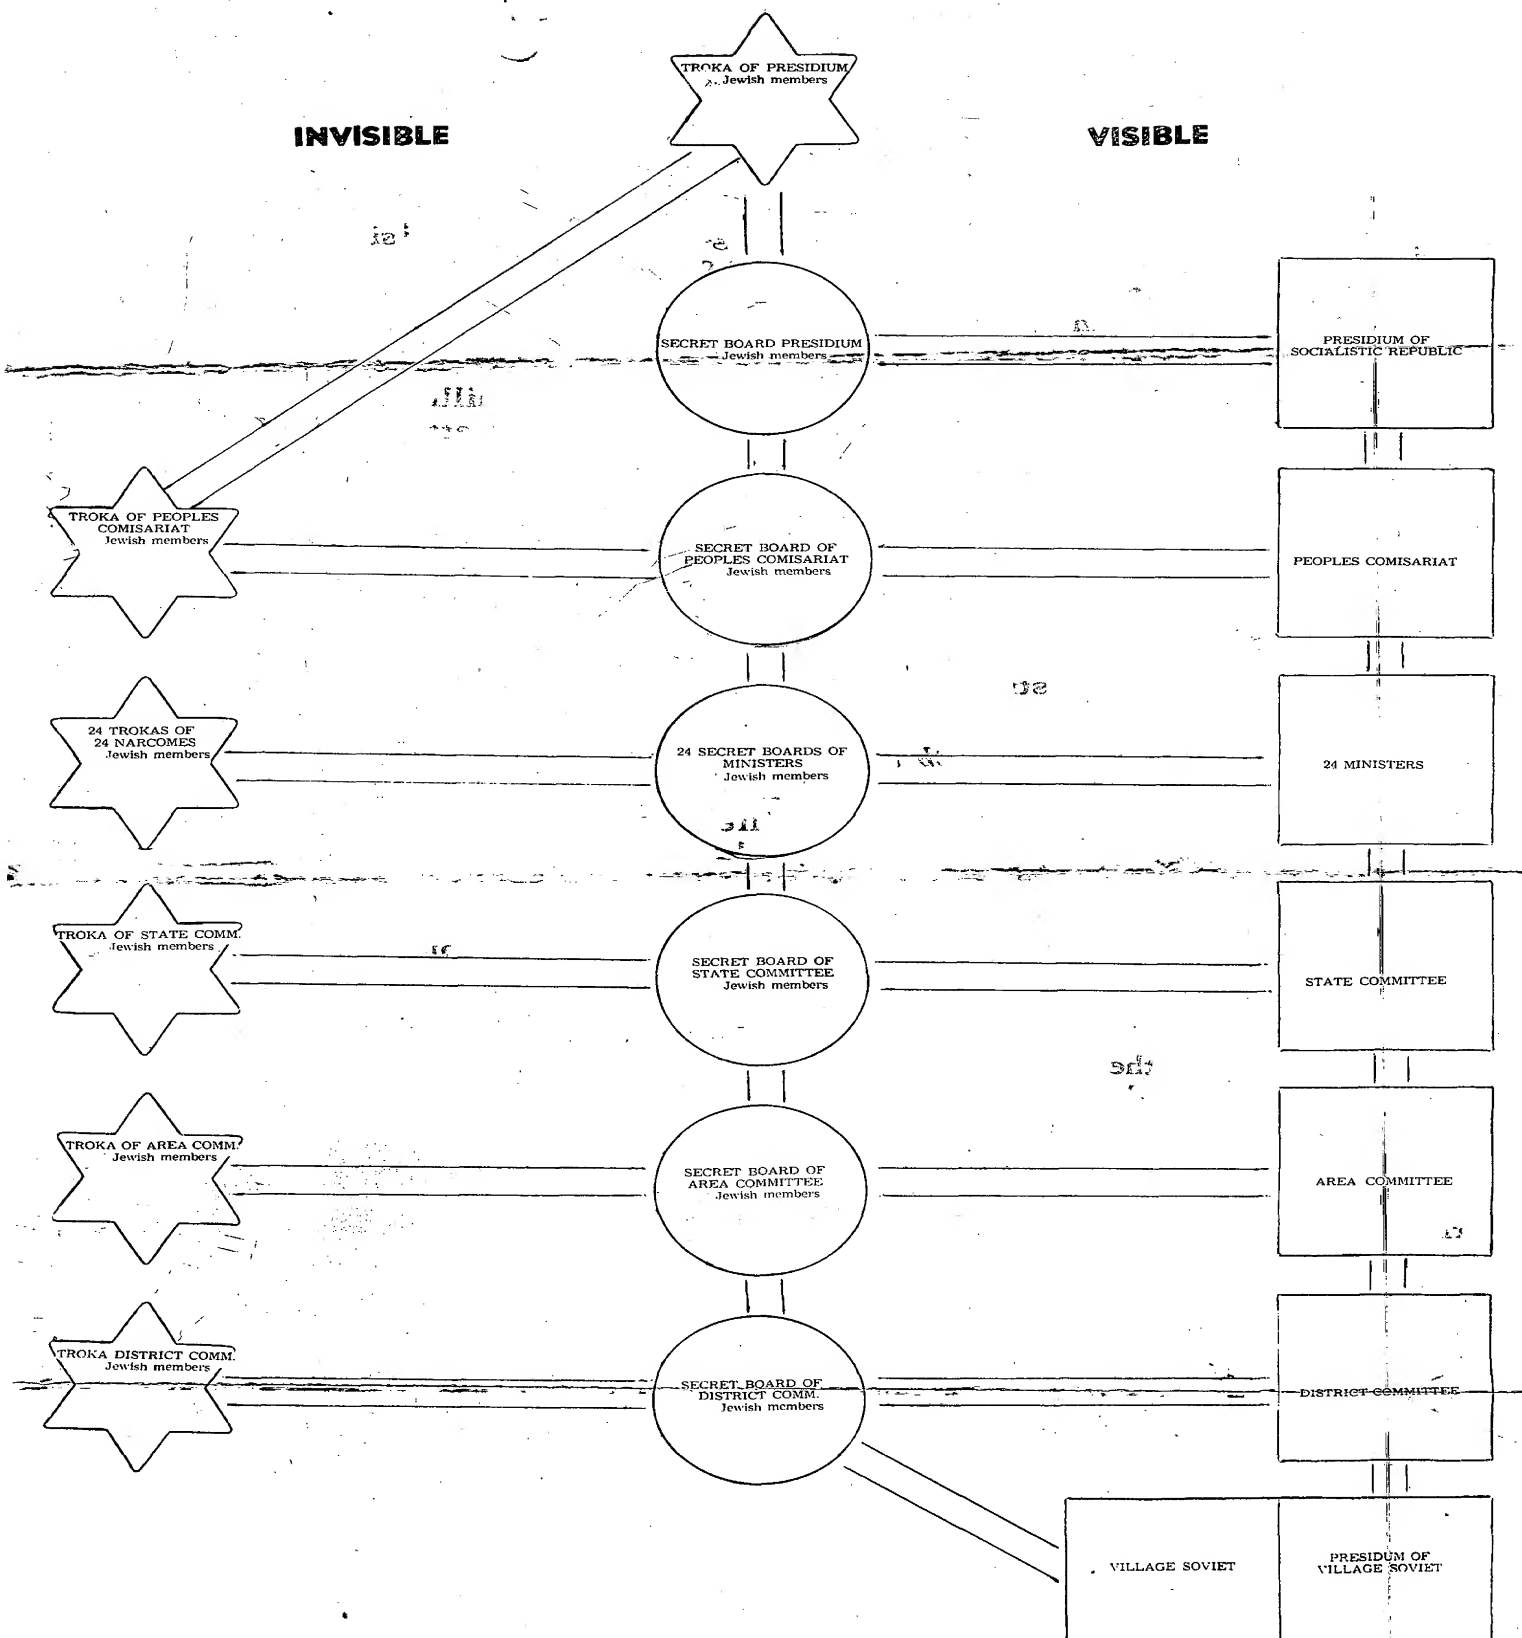 TROKA OF PRESIDIUM
Jewish members
INVISIBLE
VISIBLE
SECRET BOARD PRESIDIUM
Jewish members
PRESIDIUM OF
SOCIALISTIC REPUBLIC
TROKA OF PEOPLES
COMISARIAT
Jewish members
SECRET BOARD OF
PEOPLES COMISARIAT
Jewish members
PEOPLES COMISARIAT
24 TROKAS OF
24 NARCOMES
Jewish members
24 SECRET BOARDS OF
MINISTERS
Jewish members
24 MINISTERS
TROKA OF STATE COMM.
Jewish members
SECRET BOARD OF
STATE COMMITTEE
Jewish members
STATE COMMITTEE
TROKA OF AREA COMM.
Jewish members
SECRET BOARD OF
AREA COMMITTEE
Jewish members
AREA COMMITTEE
TROKA DISTRICT COMM.
Jewish members
SECRET BOARD OF
DISTRICT COMM.
Jewish members
DISTRICT COMMITTEE
VILLAGE SOVIET
PRESIDUM OF
VILLAGE SOVIET